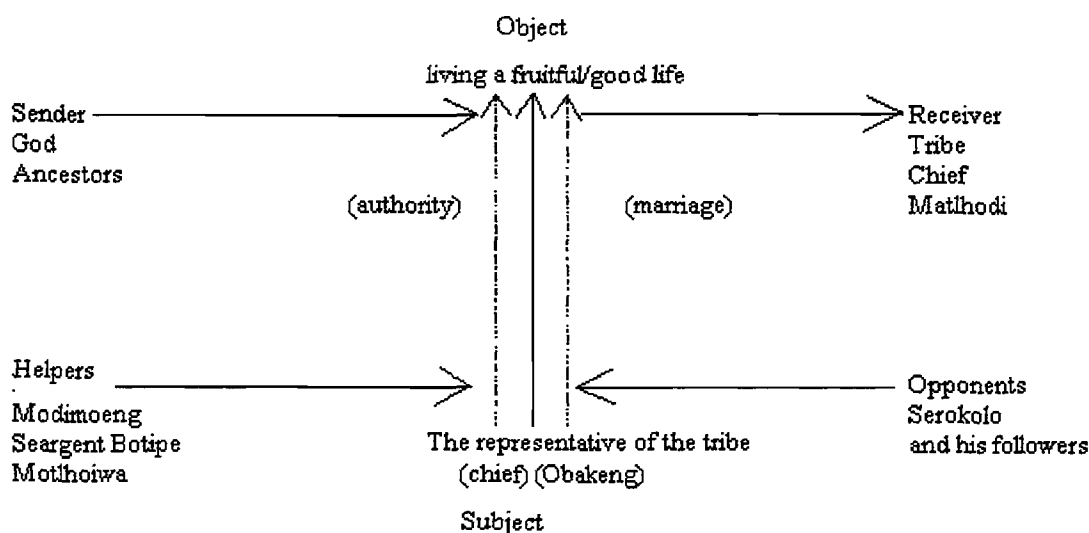 Object
living a fruitful/good life
Sender
God
Ancestors
Receiver
Tribe
Chief
Matlhodi
(authority)
(marriage)
Helpers
Modimoeng
Seargent Botipe
Motlhoiwa
Opponents
Serokolo
and his followers
The representative of the tribe
(chief) (Obakeng)
Subject